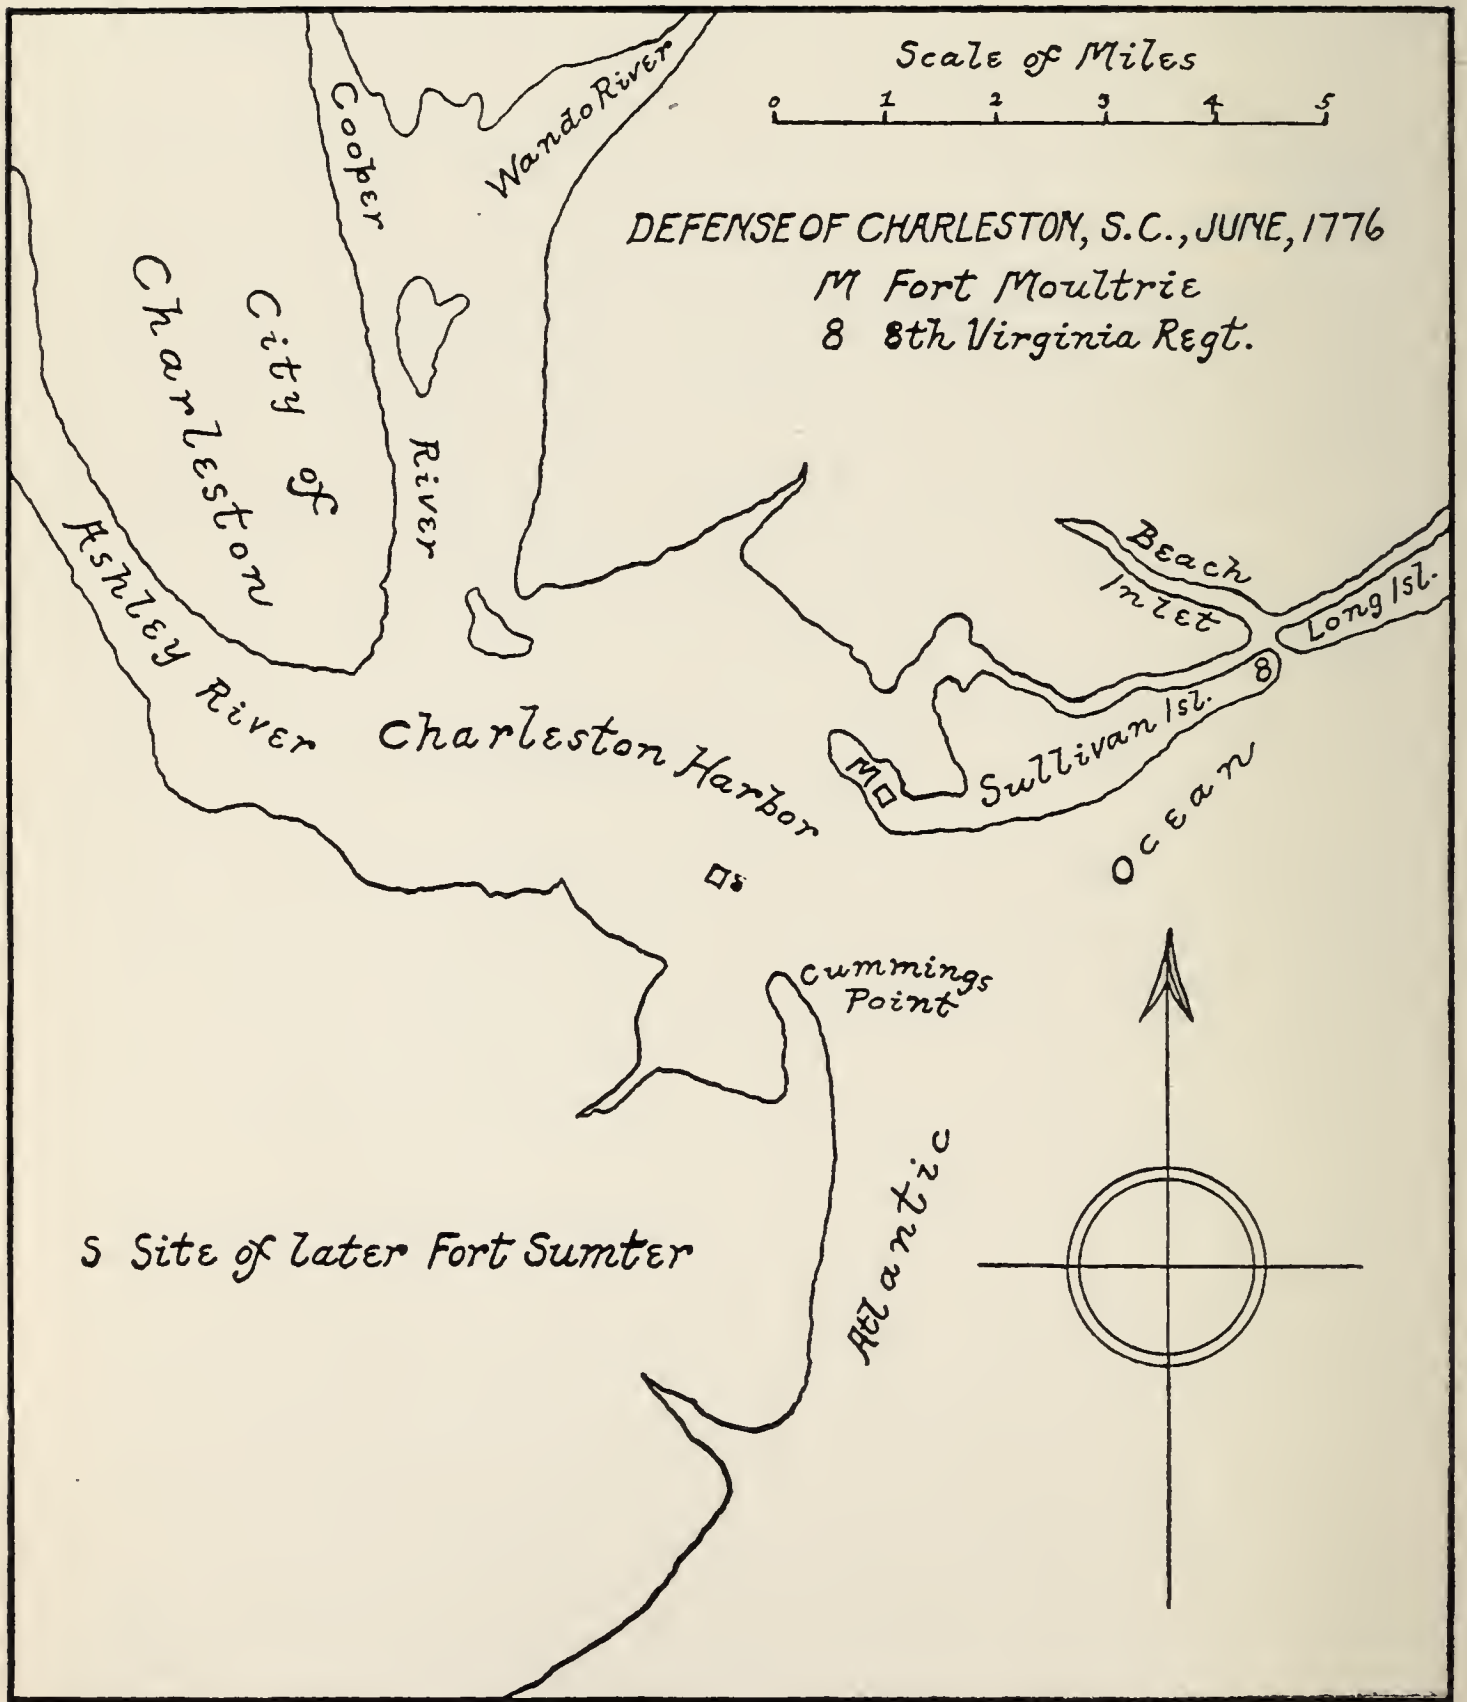 Scale of Miles
0 1 2 3 4 5
DEFENSE OF CHARLESTON, S.C., JUNE, 1776
M Fort Moultrie
8 8th Virginia Regt.
Cooper
River
Wando River
City of
Charleston
Ashley River
Beach
Inlet
Long Isl.
8
Sullivan Isl.
Charleston Harbor
M
S
Cummings
Point
Atlantic
Ocean
S Site of later Fort Sumter